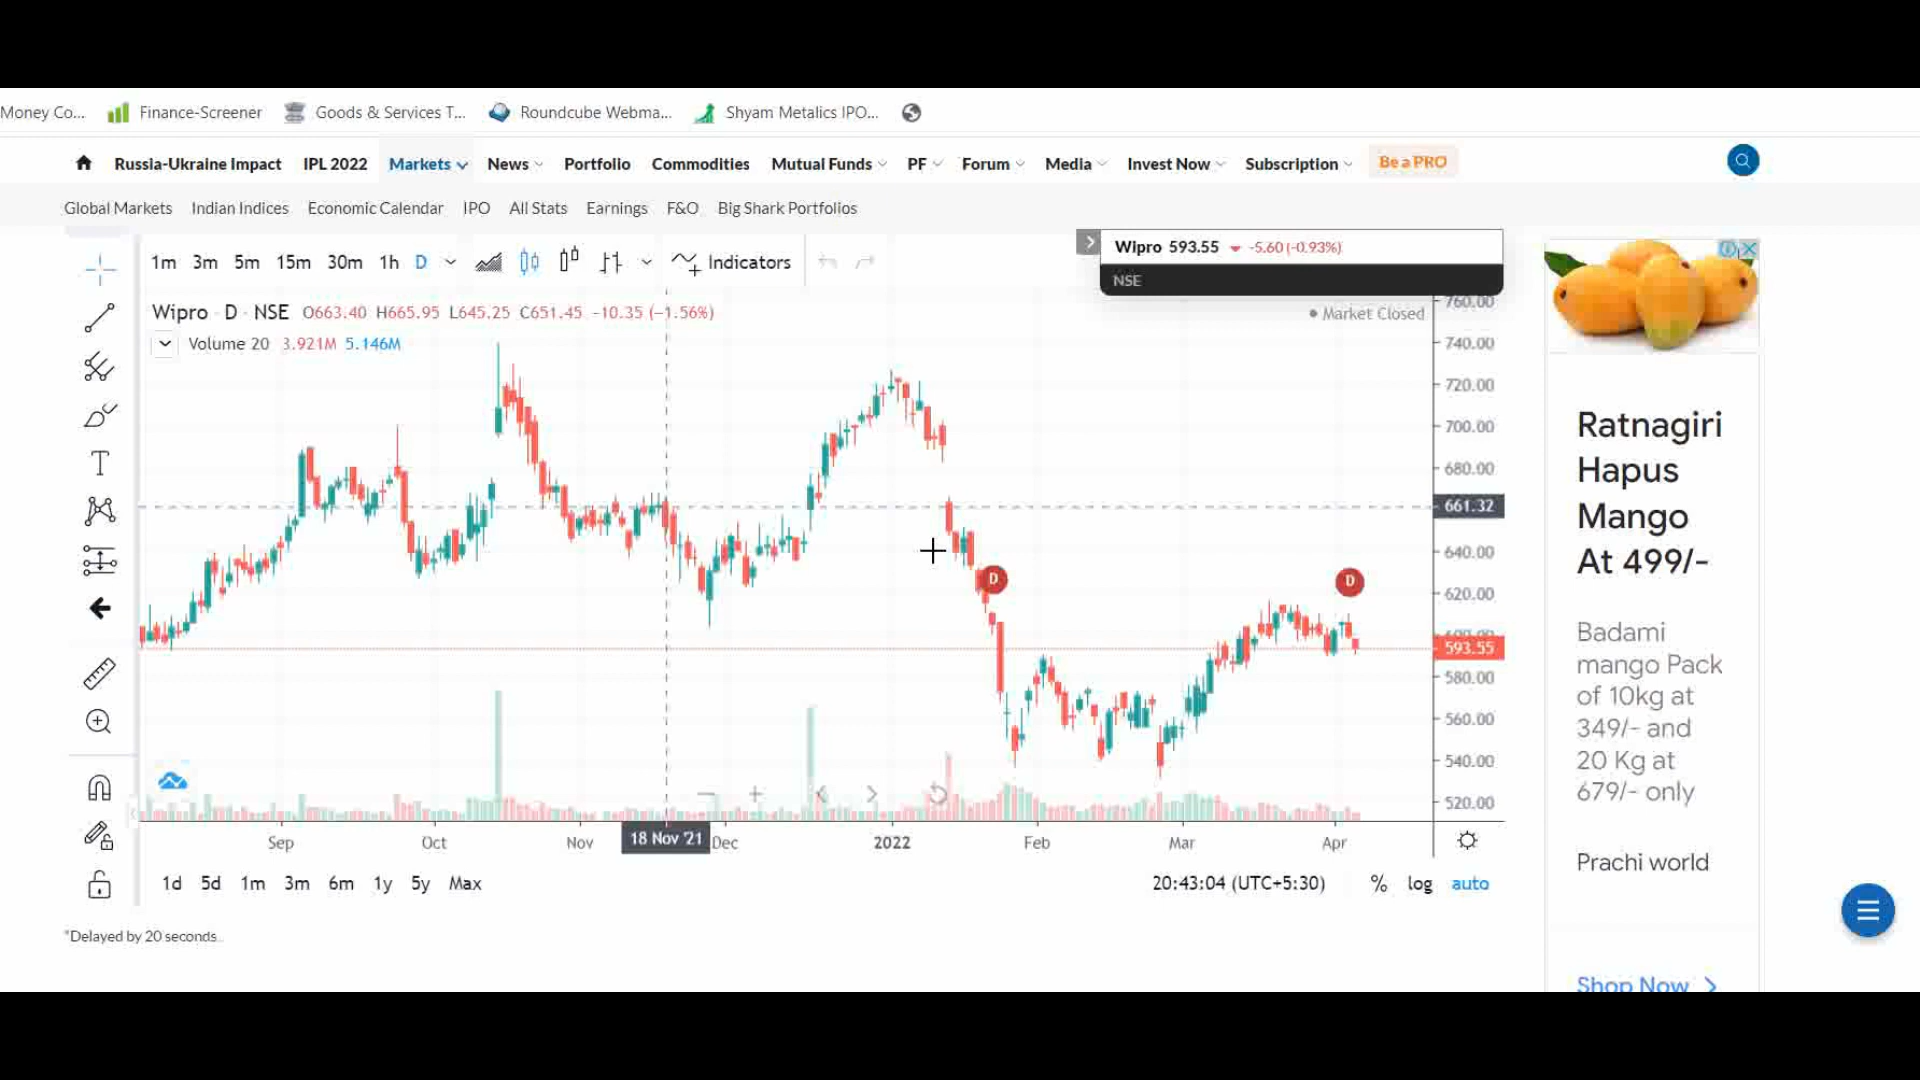 Money Co... Finance-Screener Goods & Services T... Roundcube Webma... Shyam Metalics IPO...
Russia-Ukraine Impact IPL 2022 Markets News Portfolio Commodities Mutual Funds PF Forum Media Invest Now Subscription Be a PRO
Global Markets Indian Indices Economic Calendar IPO All Stats Earnings F&O Big Shark Portfolios
Wipro 593.55 -5.60 (-0.93%)
NSE
1m 3m 5m 15m 30m 1h D Indicators
Wipro D NSE O663.40 H665.95 L645.25 C651.45 -10.35 (-1.56%)
Market Closed
Volume 20 3.921M 5.146M
760.00
740.00
720.00
700.00
680.00
661.32
640.00
D D
620.00
600.00
593.55
580.00
560.00
540.00
520.00
Sep Oct Nov 18 Nov '21 Dec 2022 Feb Mar Apr
1d 5d 1m 3m 6m 1y 5y Max 20:43:04 (UTC+5:30) % log auto
*Delayed by 20 seconds
Ratnagiri
Hapus
Mango
At 499/-
Badami
mango Pack
of 10kg at
349/- and
20 Kg at
679/- only
Prachi world
Shop Now